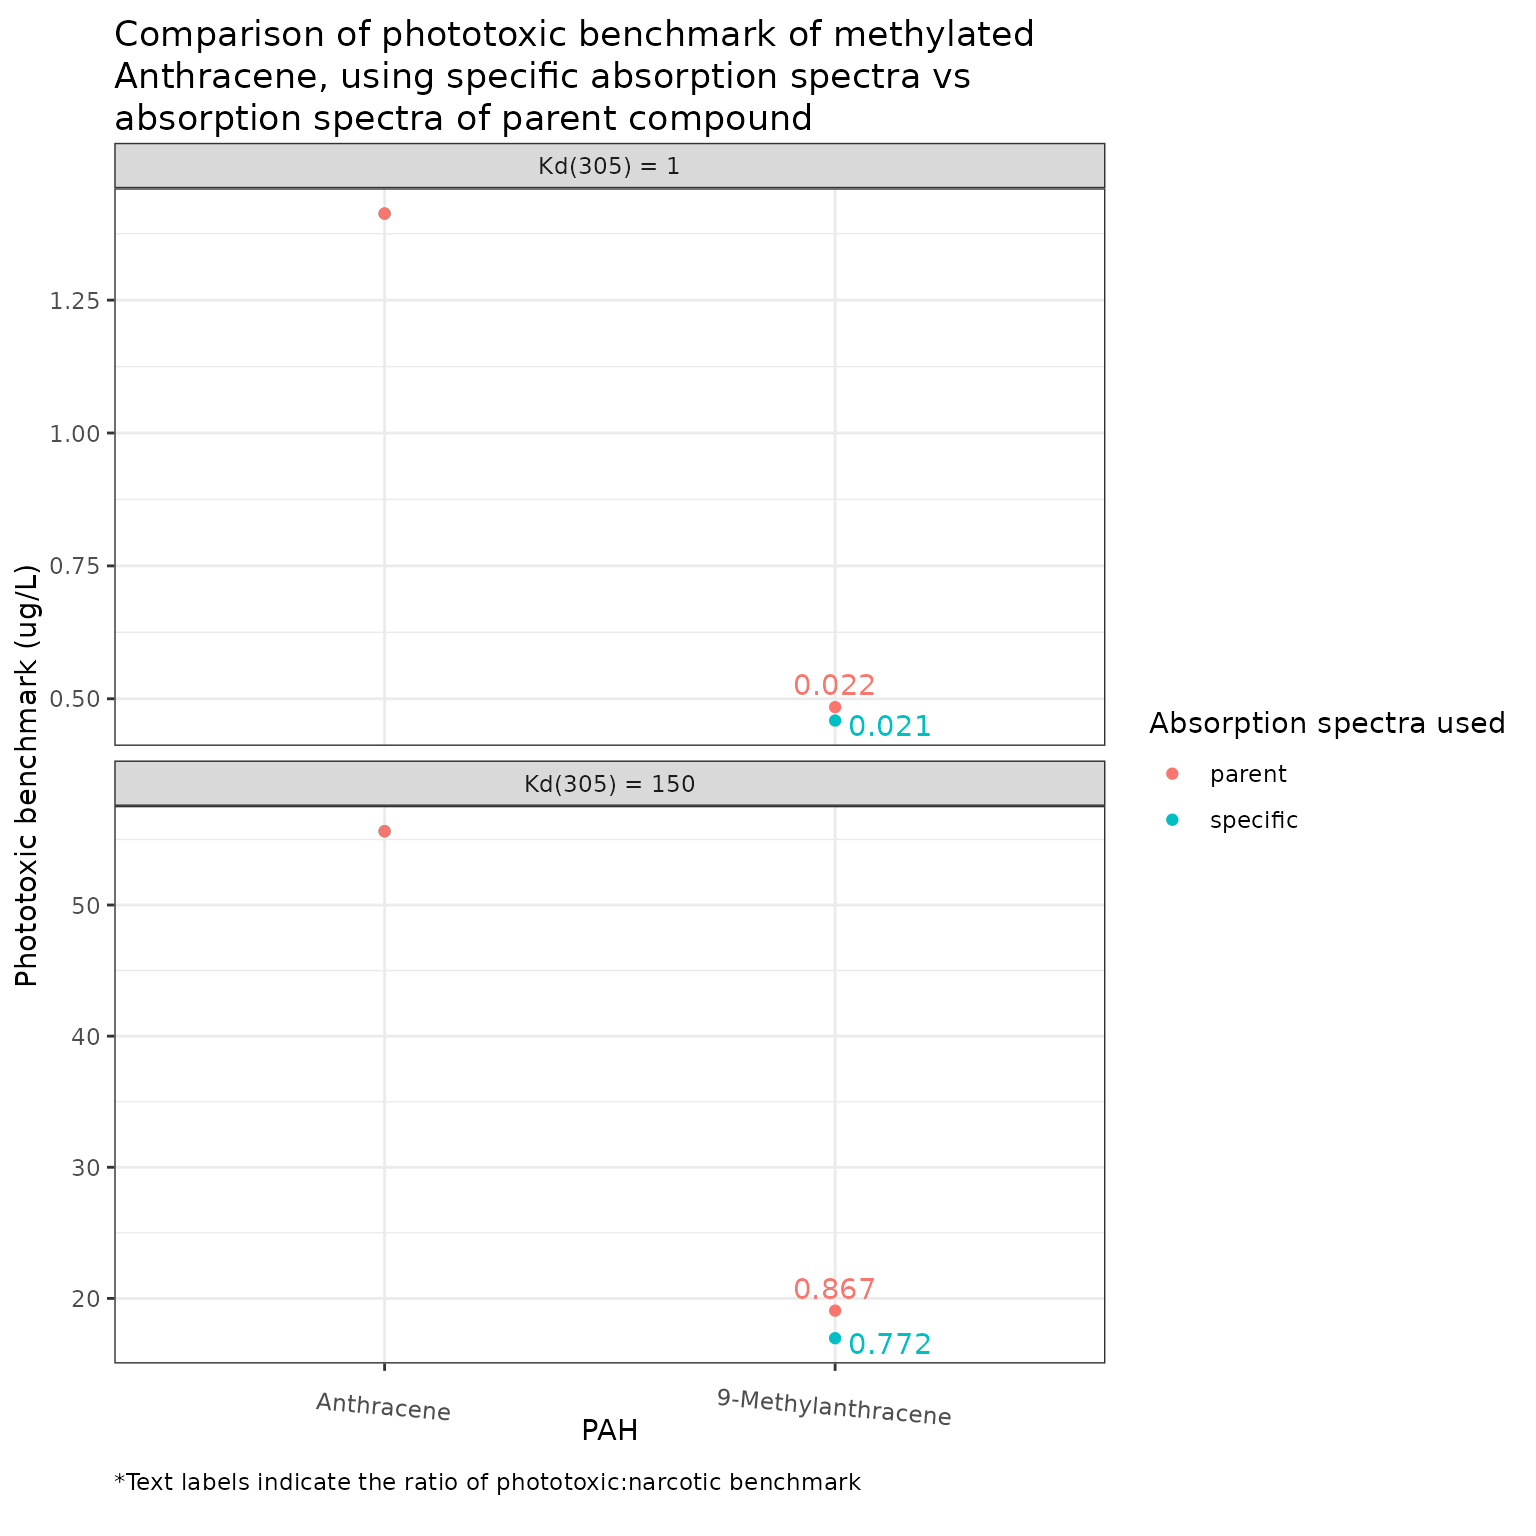 Comparison of phototoxic benchmark of methylated
Anthracene, using specific absorption spectra vs
absorption spectra of parent compound
Kd(305) = 1
1.25
1.00
0.75
0.50
0.022
0.021
Kd(305) = 150
50
40
30
20
0.867
0.772
Phototoxic benchmark (ug/L)
Anthracene
9-Methylanthracene
PAH
Absorption spectra used
parent
specific
*Text labels indicate the ratio of phototoxic:narcotic benchmark